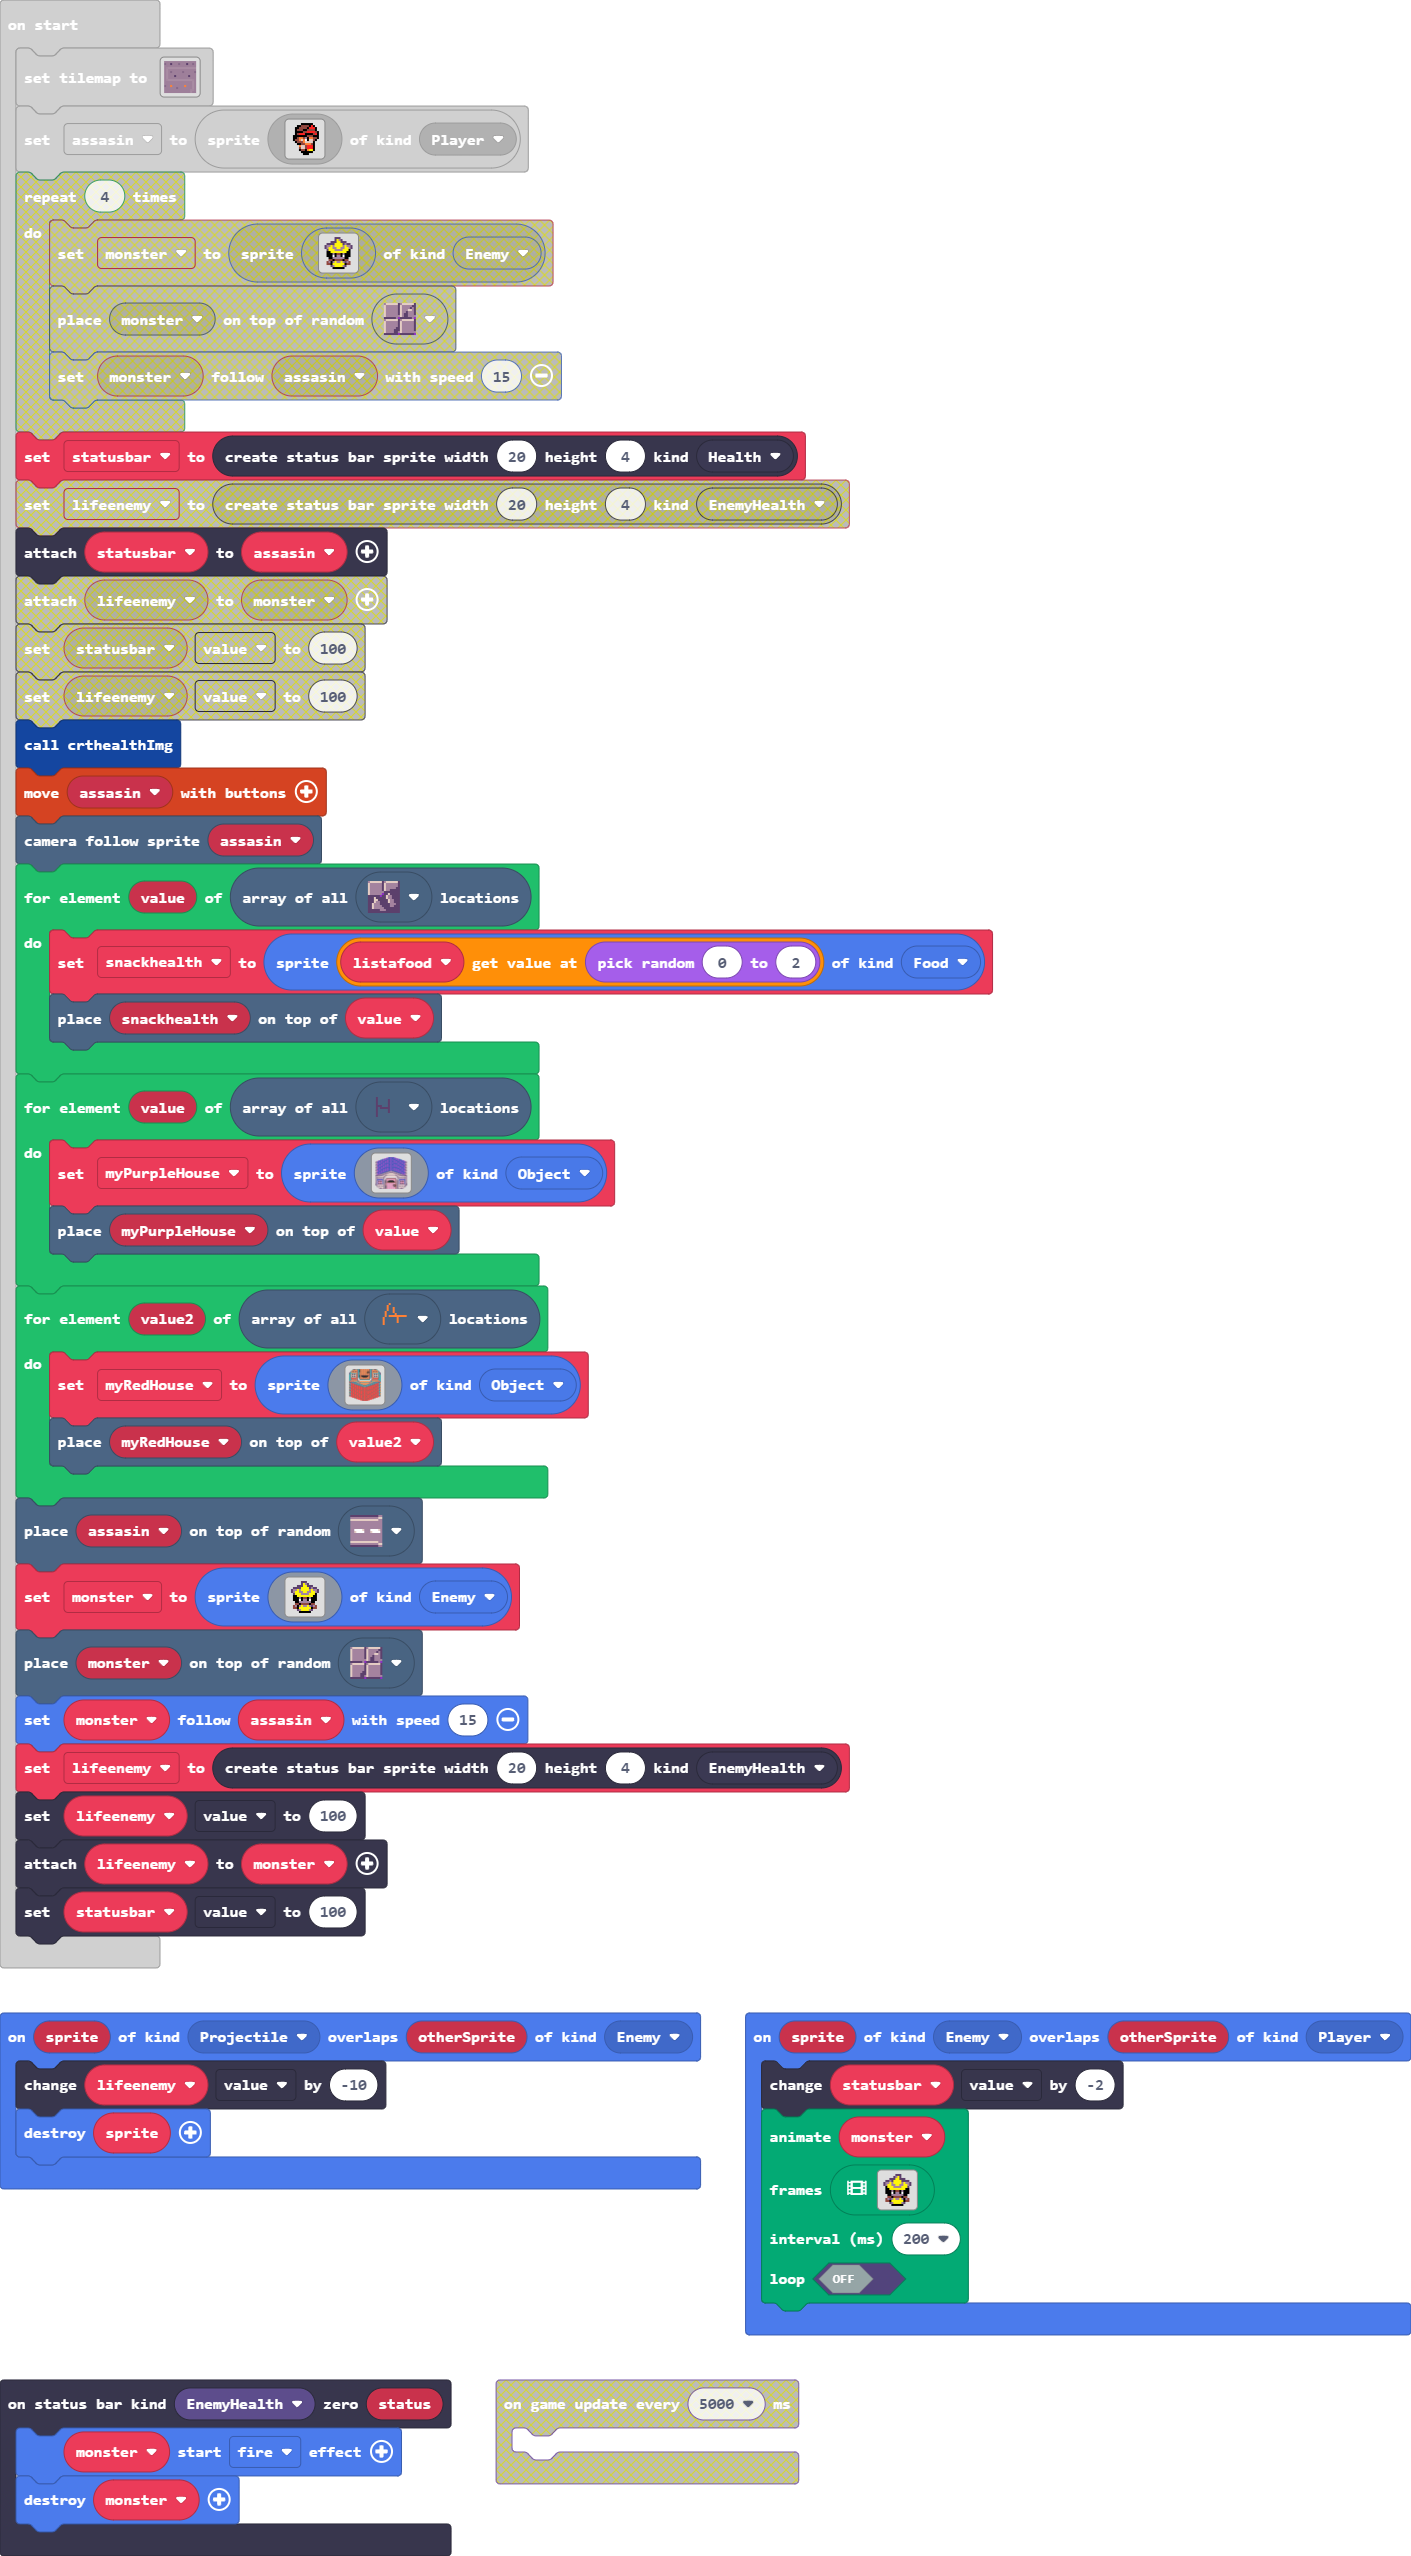 on start
set tilemap to
set assasin to sprite of kind Player
repeat 4 times
do
set monster to sprite of kind Enemy
place monster on top of random
set monster follow assasin with speed 15
set statusbar to create status bar sprite width 20 height 4 kind Health
set lifeenemy to create status bar sprite width 20 height 4 kind EnemyHealth
attach statusbar to assasin
attach lifeenemy to monster
set statusbar value to 100
set lifeenemy value to 100
call crthealthImg
move assasin with buttons
camera follow sprite assasin
for element value of array of all locations
do
set snackhealth to sprite listafood get value at pick random 0 to 2 of kind Food
place snackhealth on top of value
for element value of array of all locations
do
set myPurpleHouse to sprite of kind Object
place myPurpleHouse on top of value
for element value2 of array of all locations
do
set myRedHouse to sprite of kind Object
place myRedHouse on top of value2
place assasin on top of random
set monster to sprite of kind Enemy
place monster on top of random
set monster follow assasin with speed 15
set lifeenemy to create status bar sprite width 20 height 4 kind EnemyHealth
set lifeenemy value to 100
attach lifeenemy to monster
set statusbar value to 100
on sprite of kind Projectile overlaps otherSprite of kind Enemy
change lifeenemy value by -10
destroy sprite
on sprite of kind Enemy overlaps otherSprite of kind Player
change statusbar value by -2
animate monster
frames
interval (ms) 200
loop OFF
on status bar kind EnemyHealth zero status
monster start fire effect
destroy monster
on game update every 5000 ms